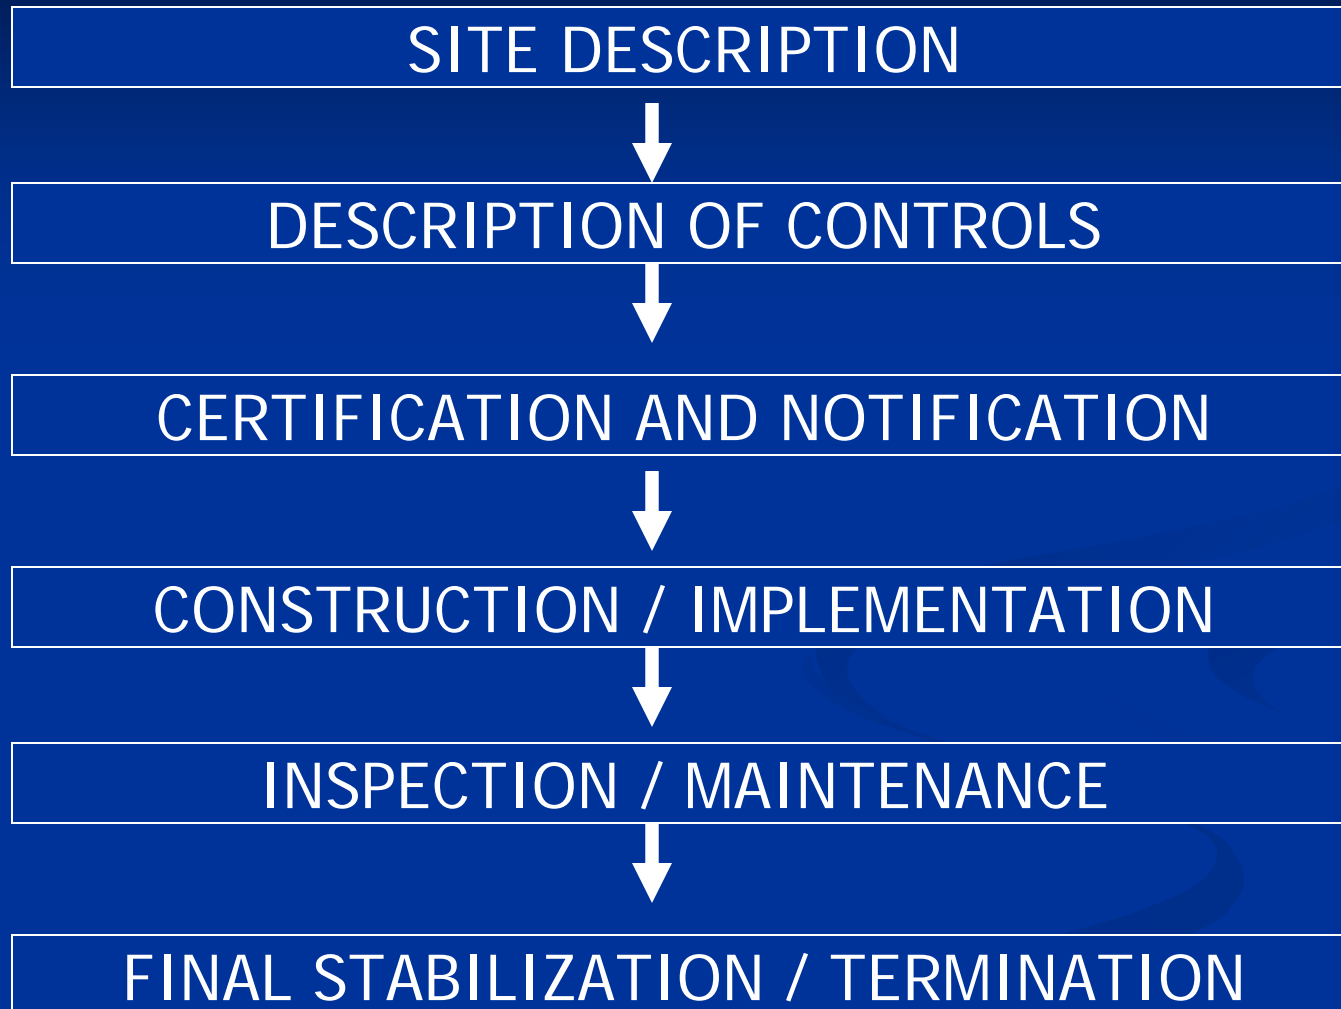 SITE DESCRIPTION
DESCRIPTION OF CONTROLS
CERTIFICATION AND NOTIFICATION
CONSTRUCTION / IMPLEMENTATION
INSPECTION / MAINTENANCE
FINAL STABILIZATION / TERMINATION